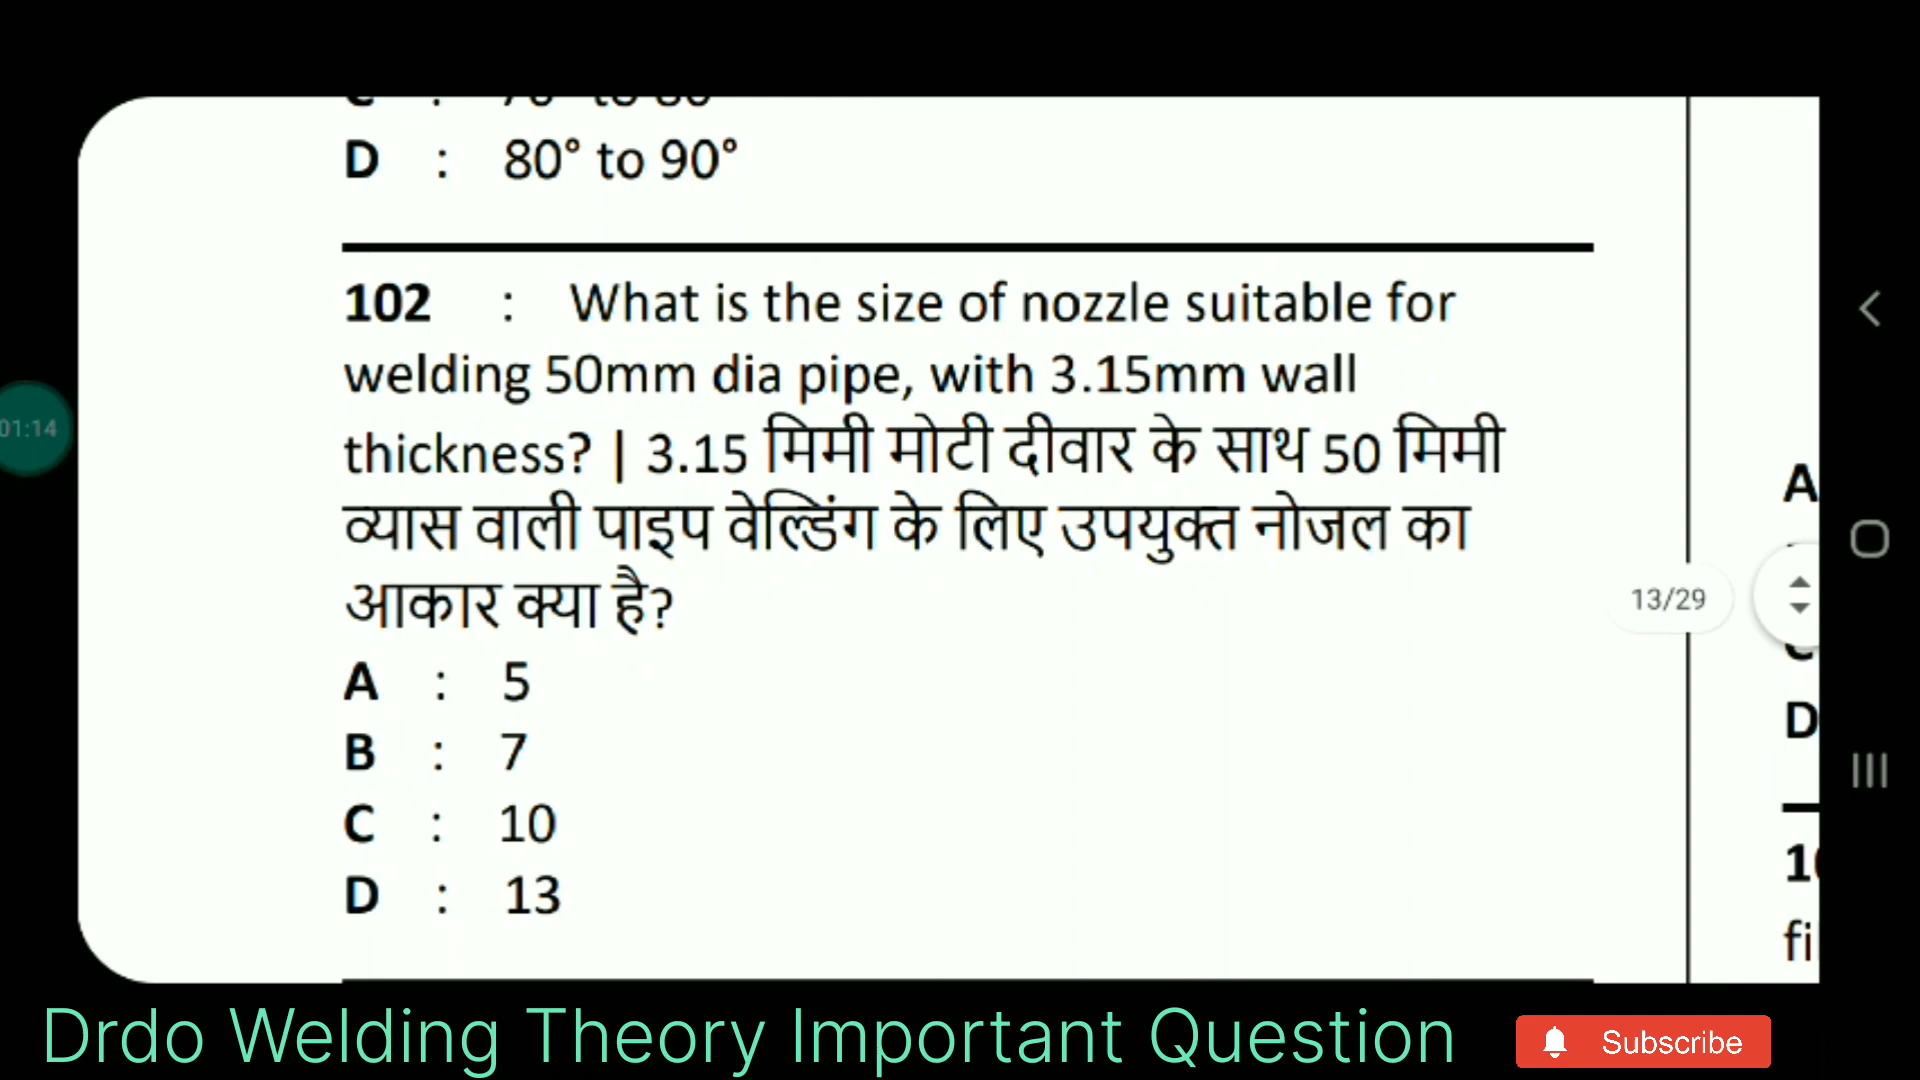 D : 80° to 90°
102 : What is the size of nozzle suitable for
welding 50mm dia pipe, with 3.15mm wall
thickness? | 3.15 मिमी मोटी दीवार के साथ 50 मिमी
व्यास वाली पाइप वेल्डिंग के लिए उपयुक्त नोजल का
आकार क्या है?
A : 5
B : 7
C : 10
D : 13
01:14
13/29
A
D
10
fi
Drdo Welding Theory Important Question
Subscribe